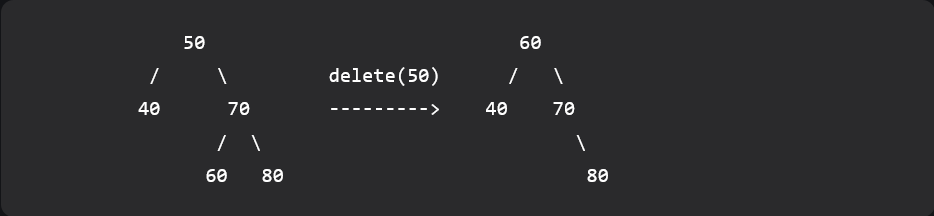 50                            60
/     \         delete(50)      /   \
40      70       --------->    40    70
/  \                            \
60   80                           80